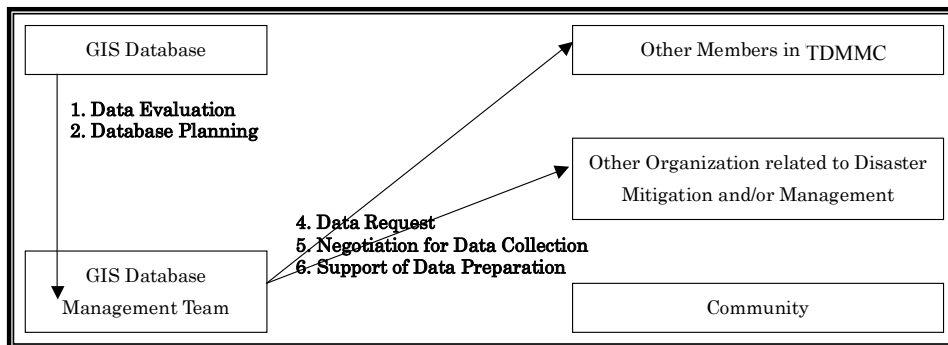 GIS Database
Other Members in TDMMC
1. Data Evaluation
2. Database Planning
Other Organization related to Disaster
Mitigation and/or Management
4. Data Request
5. Negotiation for Data Collection
6. Support of Data Preparation
GIS Database
Management Team
Community